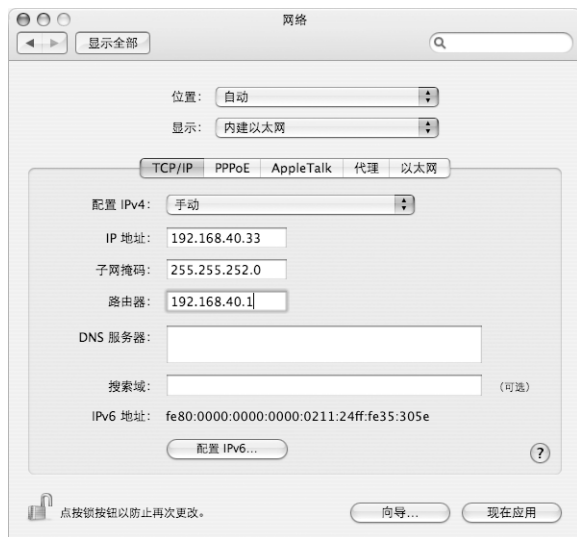 网络
显示全部
位置： 自动
显示： 内建以太网
TCP/IP PPPoE AppleTalk 代理 以太网
配置 IPv4： 手动
IP 地址： 192.168.40.33
子网掩码： 255.255.252.0
路由器： 192.168.40.1
DNS 服务器：
搜索域： (可选)
IPv6 地址： fe80:0000:0000:0000:0211:24ff:fe35:305e
配置 IPv6...
?
点按锁按钮以防止再次更改。 向导... 现在应用